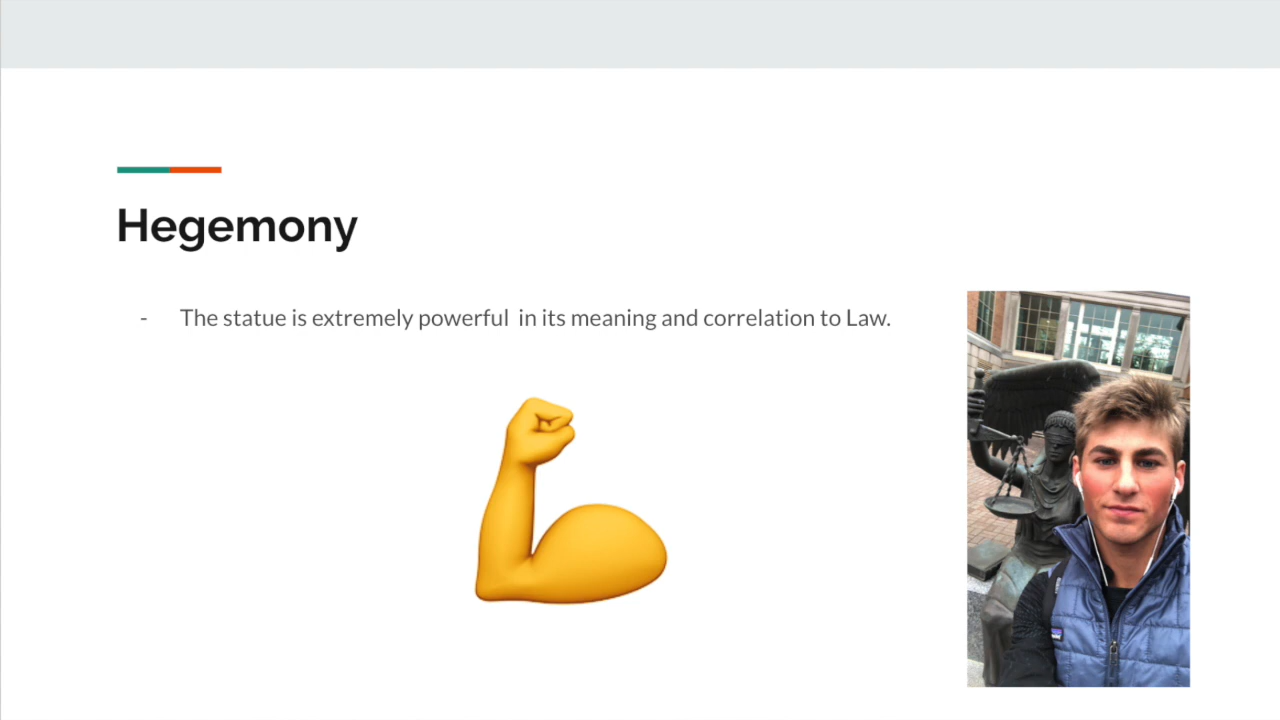 Hegemony
- The statue is extremely powerful  in its meaning and correlation to Law.